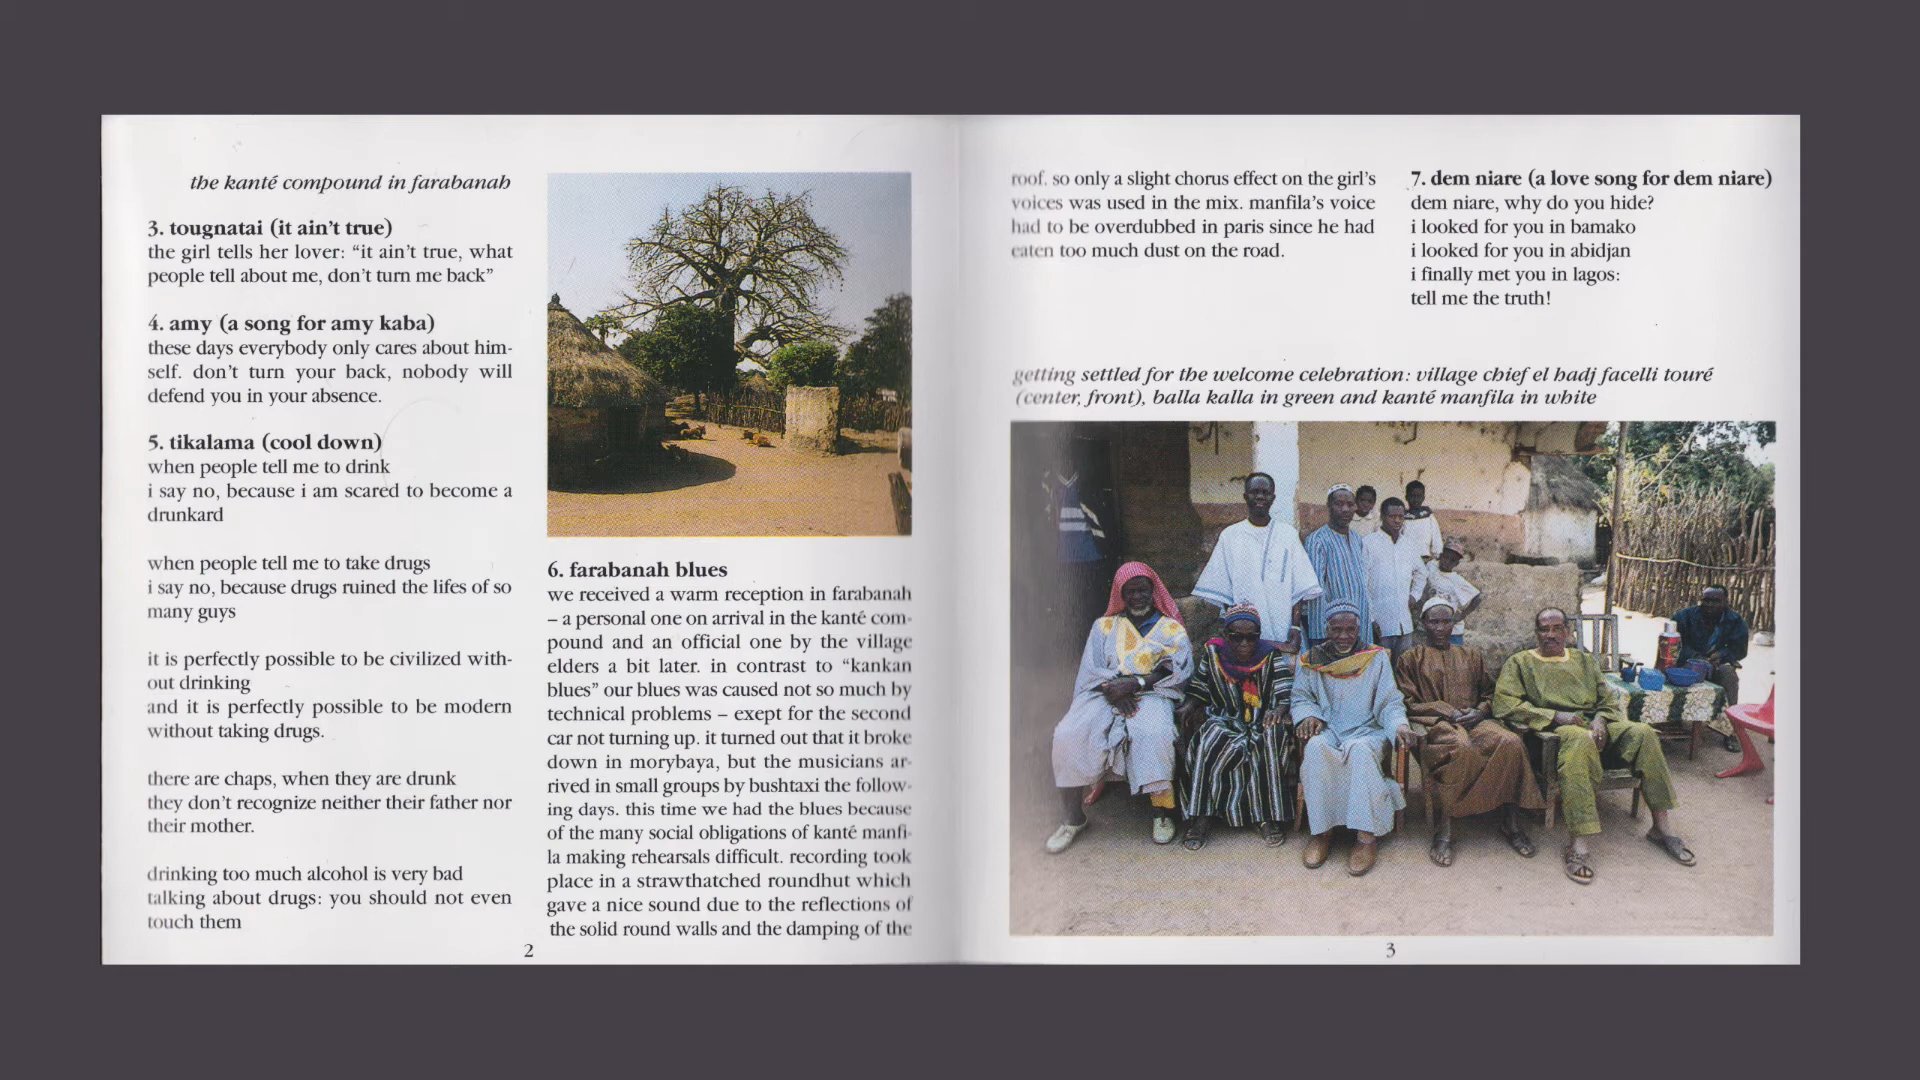 the kanté compound in farabanah
3. tougnatai (it ain't true)
the girl tells her lover: “it ain't true, what
people tell about me, don't turn me back”
4. amy (a song for amy kaba)
these days everybody only cares about him-
self. don't turn your back, nobody will
defend you in your absence.
5. tikalama (cool down)
when people tell me to drink
i say no, because i am scared to become a
drunkard
when people tell me to take drugs
i say no, because drugs ruined the lifes of so
many guys
it is perfectly possible to be civilized with-
out drinking
and it is perfectly possible to be modern
without taking drugs.
there are chaps, when they are drunk
they don't recognize neither their father nor
their mother.
drinking too much alcohol is very bad
talking about drugs: you should not even
touch them
6. farabanah blues
we received a warm reception in farabanah
– a personal one on arrival in the kanté com-
pound and an official one by the village
elders a bit later. in contrast to “kankan
blues” our blues was caused not so much by
technical problems – exept for the second
car not turning up. it turned out that it broke
down in morybaya, but the musicians ar-
rived in small groups by bushtaxi the follow-
ing days. this time we had the blues because
of the many social obligations of kanté manfi-
la making rehearsals difficult. recording took
place in a strawthatched roundhut which
gave a nice sound due to the reflections of
the solid round walls and the damping of the
2
roof. so only a slight chorus effect on the girl's
voices was used in the mix. manfila's voice
had to be overdubbed in paris since he had
eaten too much dust on the road.
7. dem niare (a love song for dem niare)
dem niare, why do you hide?
i looked for you in bamako
i looked for you in abidjan
i finally met you in lagos:
tell me the truth!
getting settled for the welcome celebration: village chief el hadj facelli touré
(center, front), balla kalla in green and kanté manfila in white
3